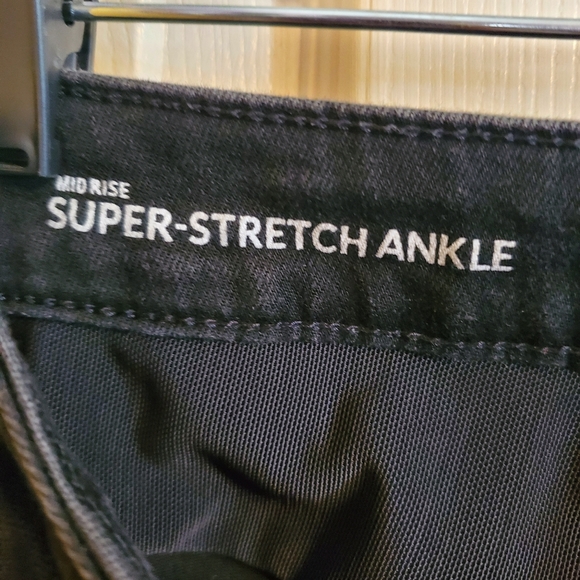 MID RISE
SUPER-STRETCH ANKLE